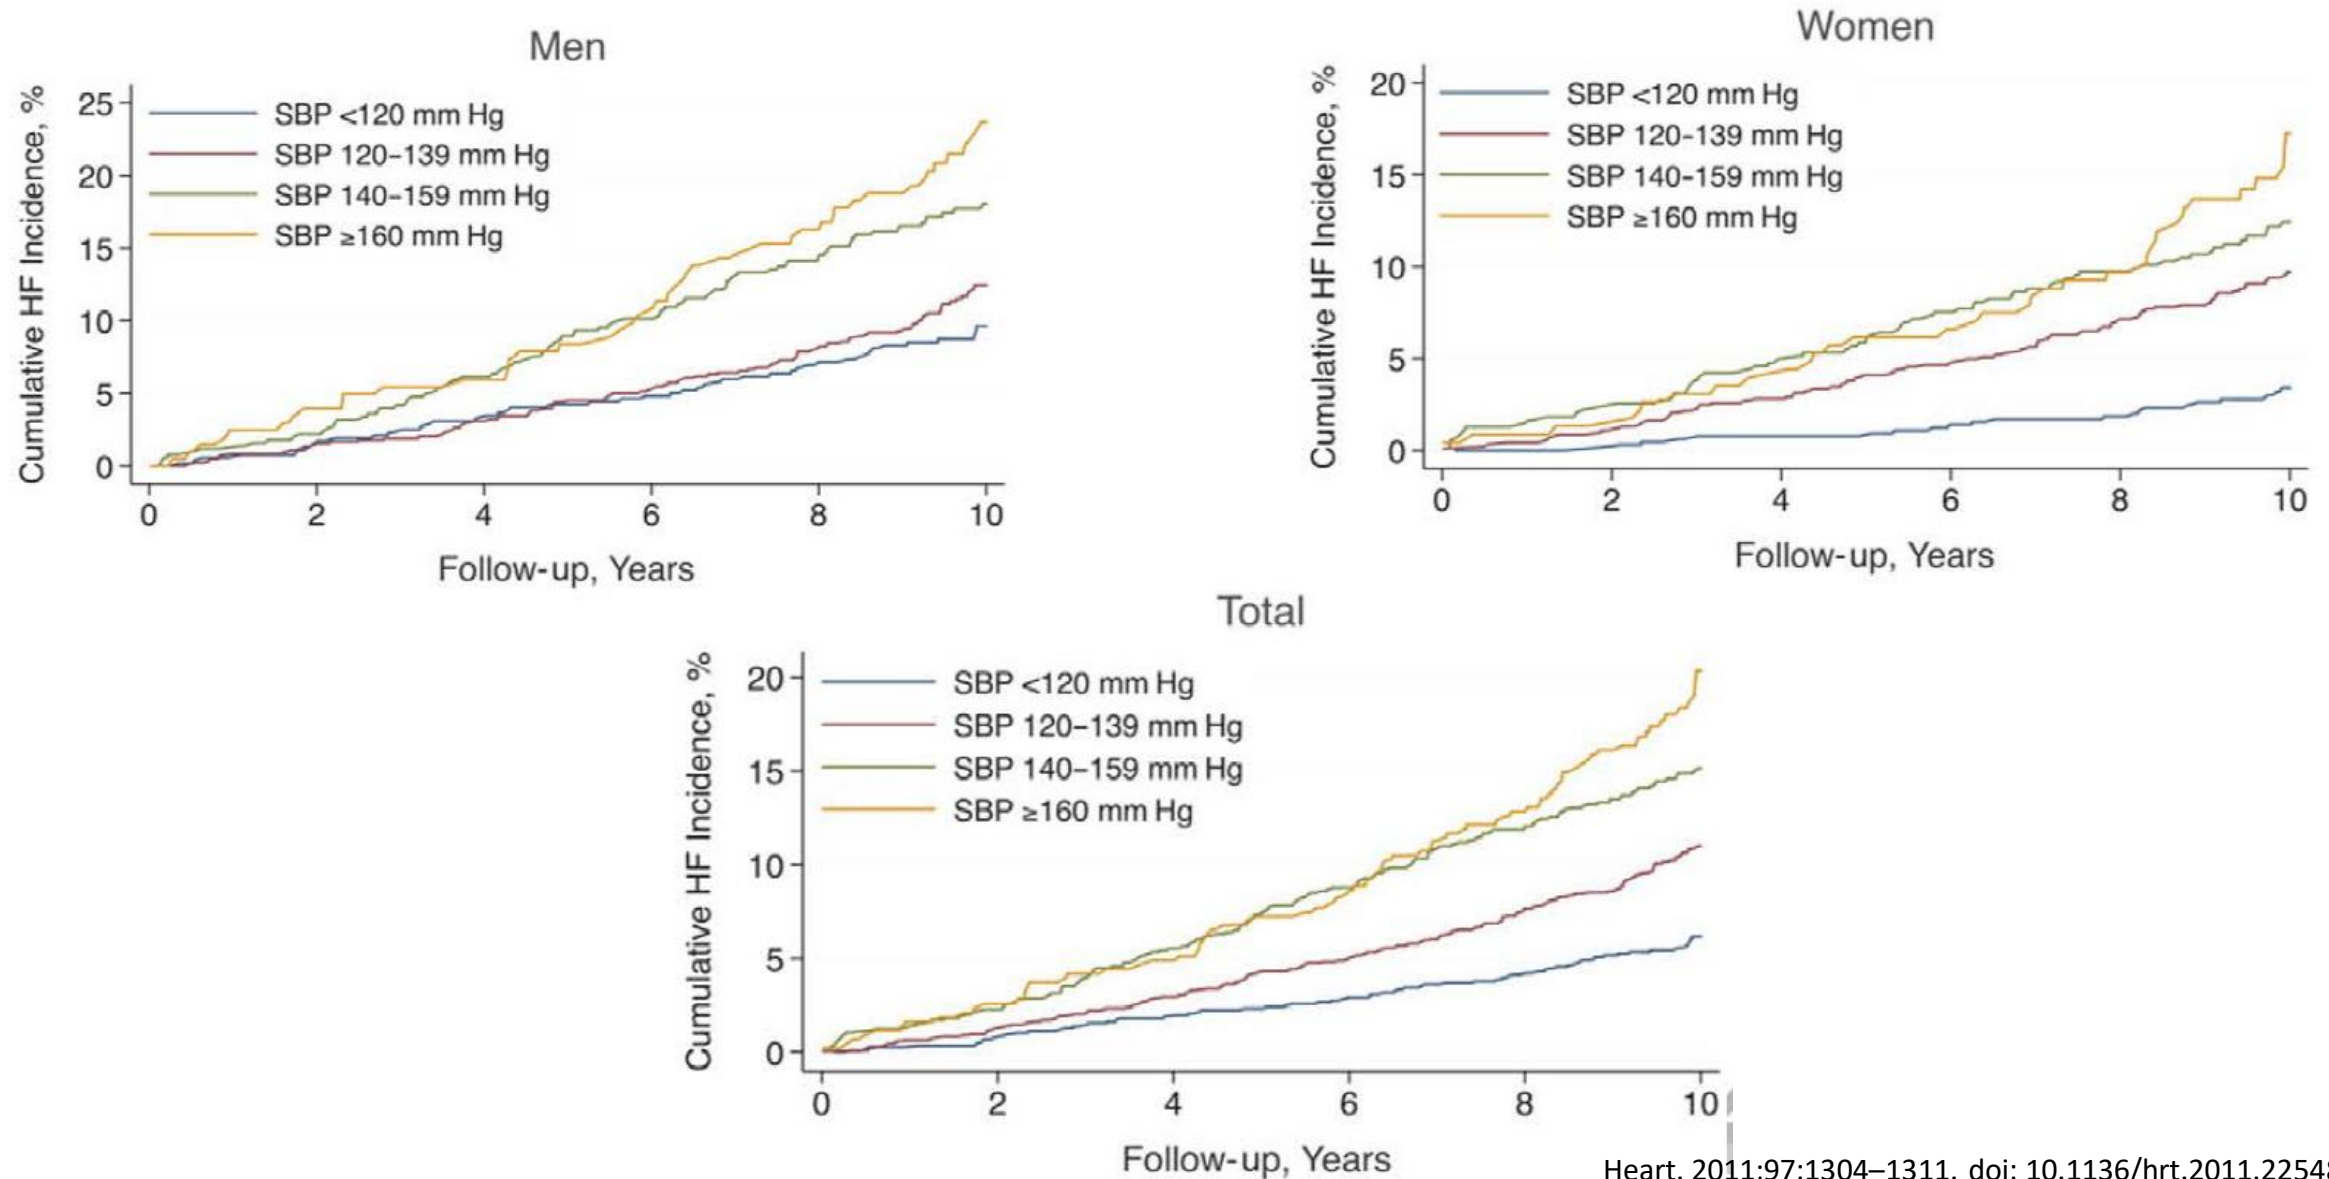 Men
Cumulative HF Incidence, %
25
20
15
10
5
0
SBP <120 mm Hg
SBP 120–139 mm Hg
SBP 140–159 mm Hg
SBP ≥160 mm Hg
0 2 4 6 8 10
Follow-up, Years
Women
Cumulative HF Incidence, %
20
15
10
5
0
SBP <120 mm Hg
SBP 120-139 mm Hg
SBP 140-159 mm Hg
SBP ≥160 mm Hg
0 2 4 6 8 10
Follow-up, Years
Total
Cumulative HF Incidence, %
20
15
10
5
0
SBP <120 mm Hg
SBP 120–139 mm Hg
SBP 140–159 mm Hg
SBP ≥160 mm Hg
0 2 4 6 8 10
Follow-up, Years
Heart. 2011;97:1304–1311. doi: 10.1136/hrt.2011.22548